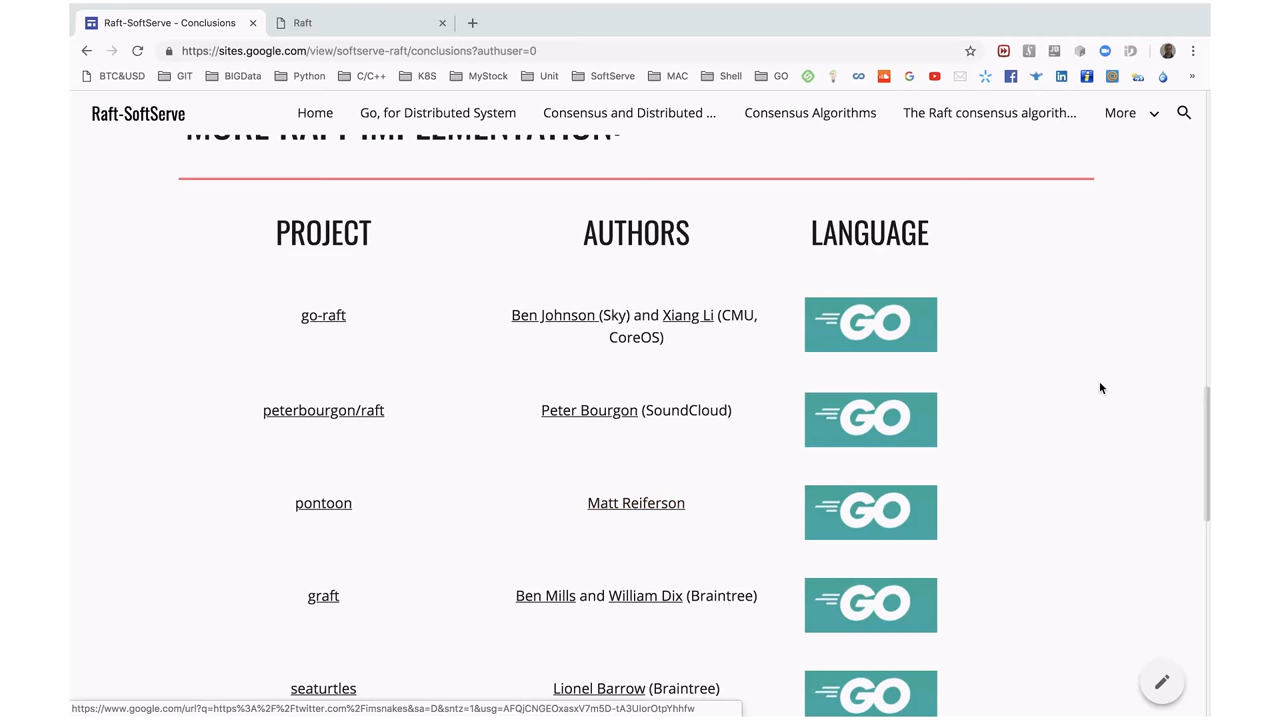 Raft-SoftServe - Conclusions
Raft
https://sites.google.com/view/softserve-raft/conclusions?authuser=0
BTC&USD GIT BIGData Python C/C++ K8S MyStock Unit SoftServe MAC Shell GO
Raft-SoftServe Home Go, for Distributed System Consensus and Distributed ... Consensus Algorithms The Raft consensus algorith... More
MORE RAFT IMPLEMENTATION-
PROJECT AUTHORS LANGUAGE
go-raft Ben Johnson (Sky) and Xiang Li (CMU, CoreOS) GO
peterbourgon/raft Peter Bourgon (SoundCloud) GO
pontoon Matt Reiferson GO
graft Ben Mills and William Dix (Braintree) GO
seaturtles Lionel Barrow (Braintree) GO
https://www.google.com/url?q=https%3A%2F%2Ftwitter.com%2Fimsnakes&sa=D&sntz=1&usg=AFQjCNGEOxasxV7m5D-tA3UlorOtpYhhfw